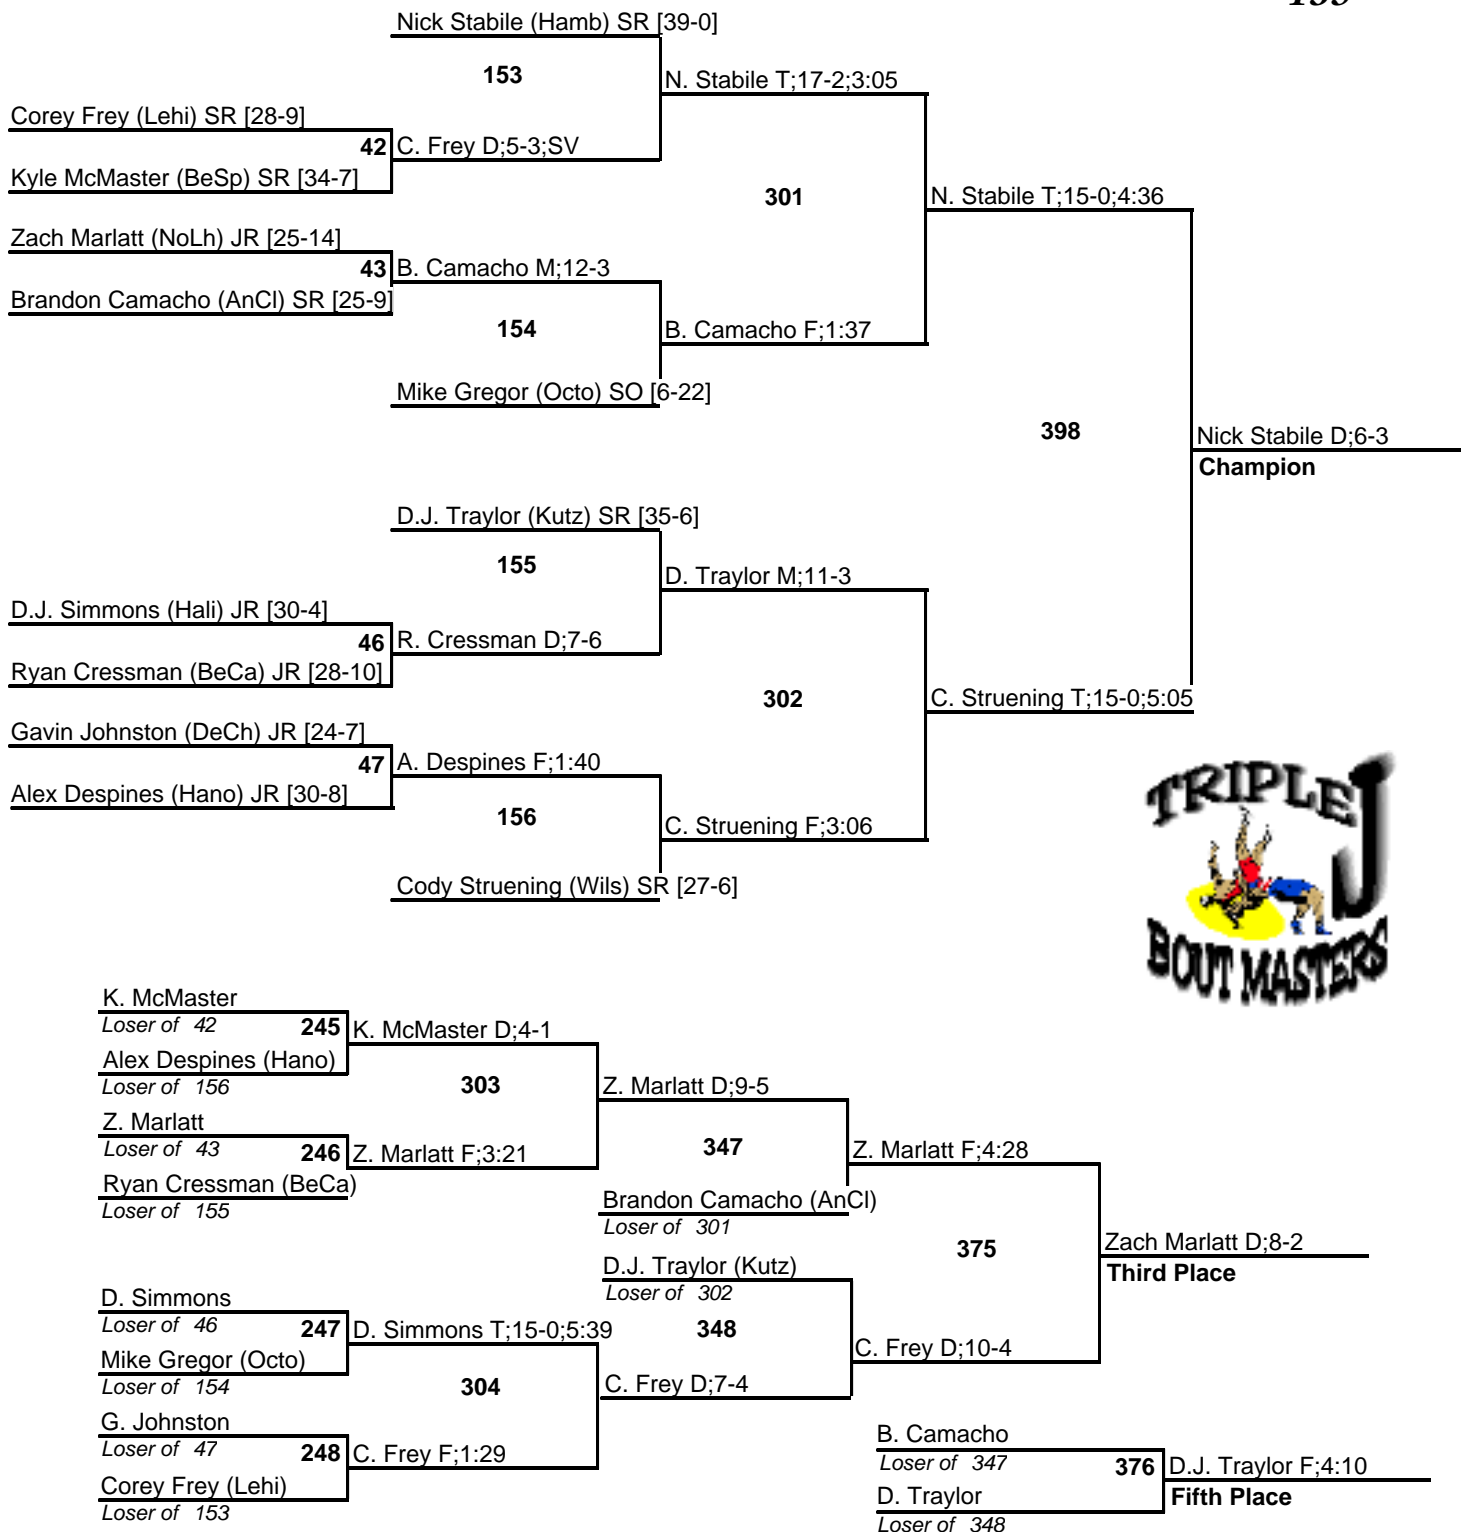 Nick Stabile (Hamb) SR [39-0]
153
N. Stabile T;17-2;3:05
Corey Frey (Lehi) SR [28-9]
42 C. Frey D;5-3;SV
Kyle McMaster (BeSp) SR [34-7]
301
N. Stabile T;15-0;4:36
Zach Marlatt (NoLh) JR [25-14]
43 B. Camacho M;12-3
Brandon Camacho (AnCl) SR [25-9]
154
B. Camacho F;1:37
Mike Gregor (Octo) SO [6-22]
398
Nick Stabile D;6-3
Champion
D.J. Traylor (Kutz) SR [35-6]
155
D. Traylor M;11-3
D.J. Simmons (Hali) JR [30-4]
46 R. Cressman D;7-6
Ryan Cressman (BeCa) JR [28-10]
302
C. Struening T;15-0;5:05
Gavin Johnston (DeCh) JR [24-7]
47 A. Despines F;1:40
Alex Despines (Hano) JR [30-8]
156
C. Struening F;3:06
Cody Struening (Wils) SR [27-6]
TRIPLE J
BOUT MASTERS
K. McMaster
Loser of 42
245 K. McMaster D;4-1
Alex Despines (Hano)
Loser of 156
303
Z. Marlatt D;9-5
Z. Marlatt
Loser of 43
246 Z. Marlatt F;3:21
Ryan Cressman (BeCa)
Loser of 155
347
Z. Marlatt F;4:28
Brandon Camacho (AnCl)
Loser of 301
375
Zach Marlatt D;8-2
Third Place
D.J. Traylor (Kutz)
Loser of 302
348
C. Frey D;10-4
D. Simmons
Loser of 46
247 D. Simmons T;15-0;5:39
Mike Gregor (Octo)
Loser of 154
304
C. Frey D;7-4
G. Johnston
Loser of 47
248 C. Frey F;1:29
Corey Frey (Lehi)
Loser of 153
B. Camacho
Loser of 347
376 D.J. Traylor F;4:10
Fifth Place
D. Traylor
Loser of 348